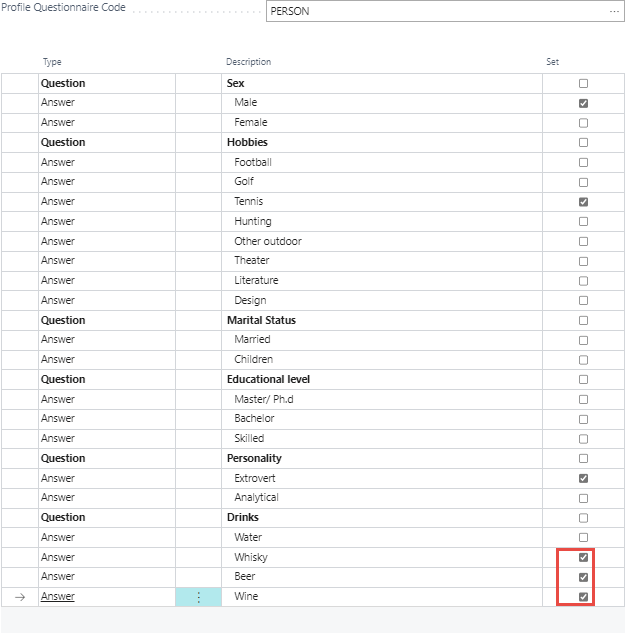 Profile Questionnaire Code PERSON ...
Type Description Set
Question Sex
Answer Male
Answer Female
Question Hobbies
Answer Football
Answer Golf
Answer Tennis
Answer Hunting
Answer Other outdoor
Answer Theater
Answer Literature
Answer Design
Question Marital Status
Answer Married
Answer Children
Question Educational level
Answer Master/ Ph.d
Answer Bachelor
Answer Skilled
Question Personality
Answer Extrovert
Answer Analytical
Question Drinks
Answer Water
Answer Whisky
Answer Beer
Answer Wine